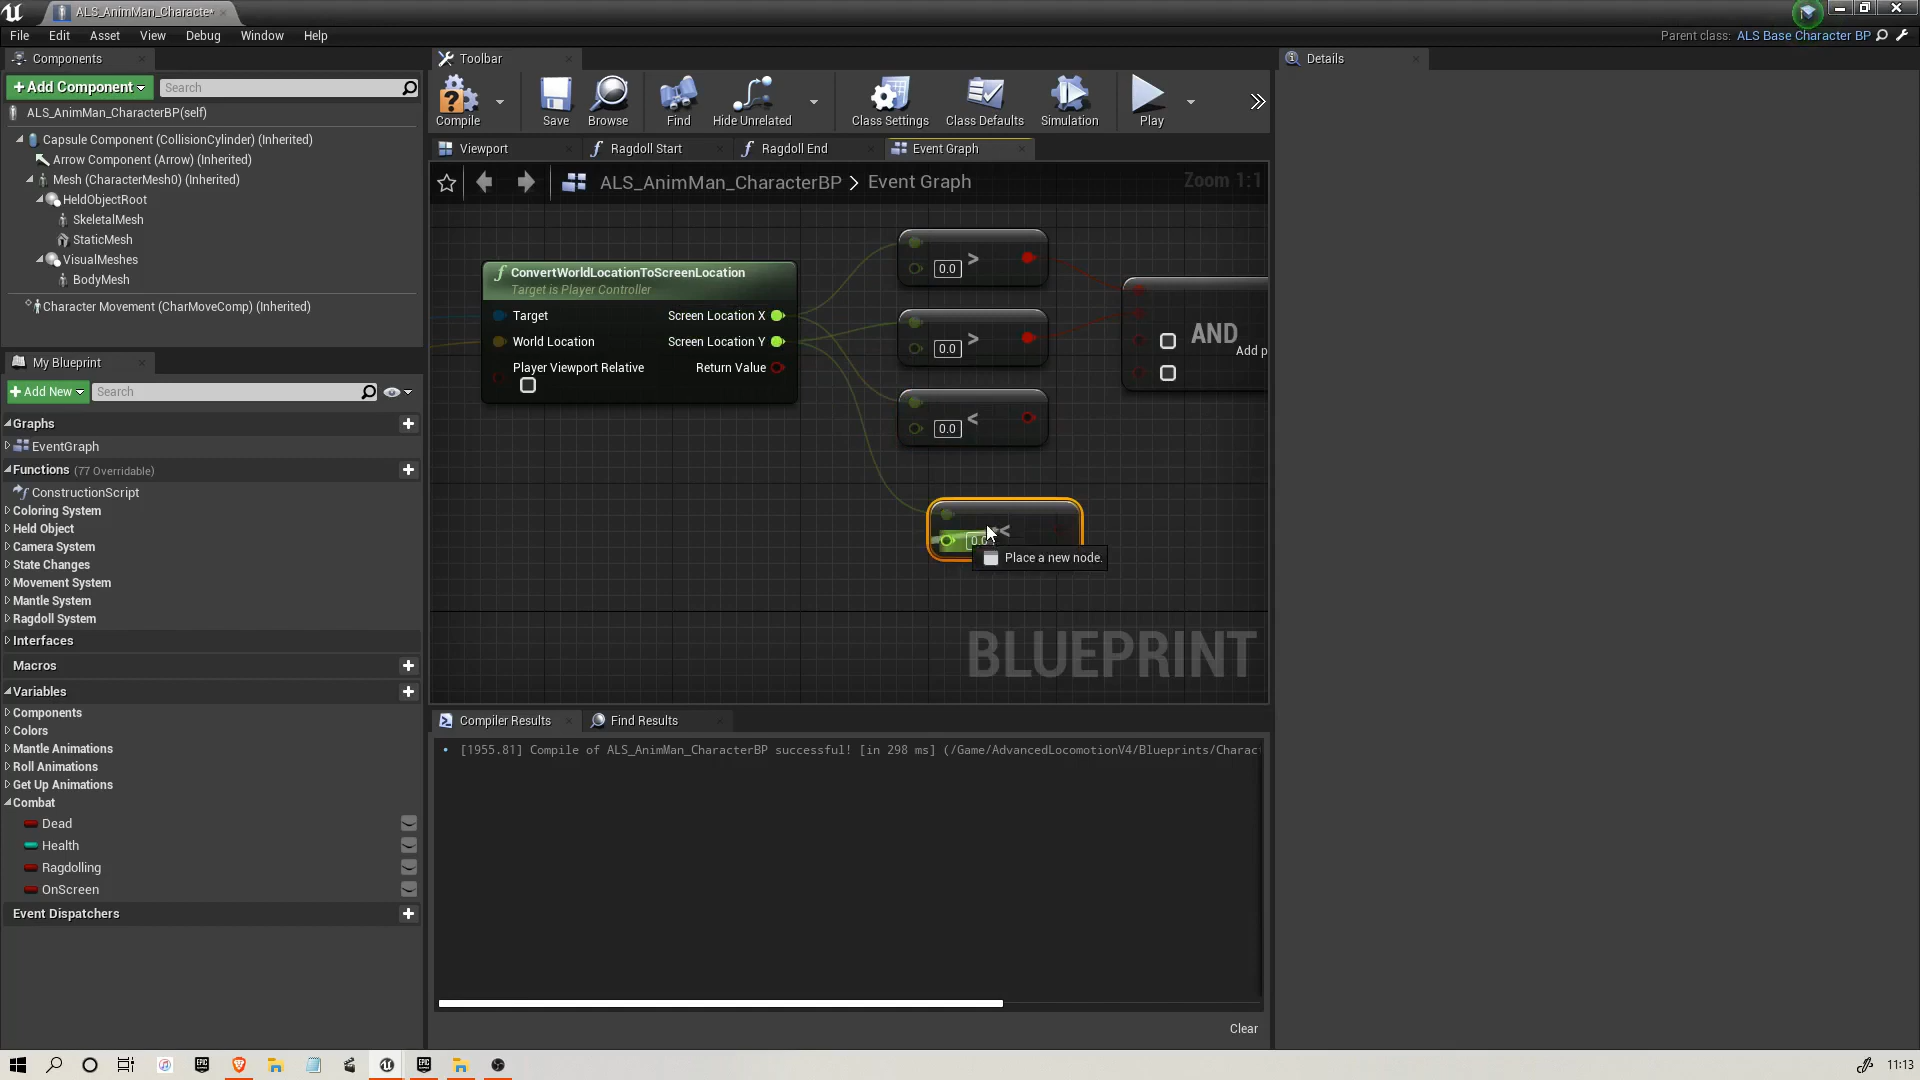 ALS_AnimMan_Characte*
File Edit Asset View Debug Window Help
Parent class: ALS Base Character BP
Components
Toolbar
Details
+Add Component
Search
ALS_AnimMan_CharacterBP(self)
Capsule Component (CollisionCylinder) (Inherited)
Arrow Component (Arrow) (Inherited)
Mesh (CharacterMesh0) (Inherited)
HeldObjectRoot
SkeletalMesh
StaticMesh
VisualMeshes
BodyMesh
Character Movement (CharMoveComp) (Inherited)
Compile
Save
Browse
Find
Hide Unrelated
Class Settings
Class Defaults
Simulation
Play
Viewport
Ragdoll Start
Ragdoll End
Event Graph
ALS_AnimMan_CharacterBP > Event Graph
Zoom 1:1
ConvertWorldLocationToScreenLocation
Target is Player Controller
Target
Screen Location X
World Location
Screen Location Y
Player Viewport Relative
Return Value
0.0 >
0.0 >
0.0 <
0.0 <
AND
Add p
Place a new node.
BLUEPRINT
My Blueprint
+Add New
Search
Graphs
EventGraph
Functions (77 Overridable)
ConstructionScript
Coloring System
Held Object
Camera System
State Changes
Movement System
Mantle System
Ragdoll System
Interfaces
Macros
Variables
Components
Colors
Mantle Animations
Roll Animations
Get Up Animations
Combat
Dead
Health
Ragdolling
OnScreen
Event Dispatchers
Compiler Results
Find Results
[1955.81] Compile of ALS_AnimMan_CharacterBP successful! [in 298 ms] (/Game/AdvancedLocomotionV4/Blueprints/Charac
Clear
EPIC
EPIC
11:13